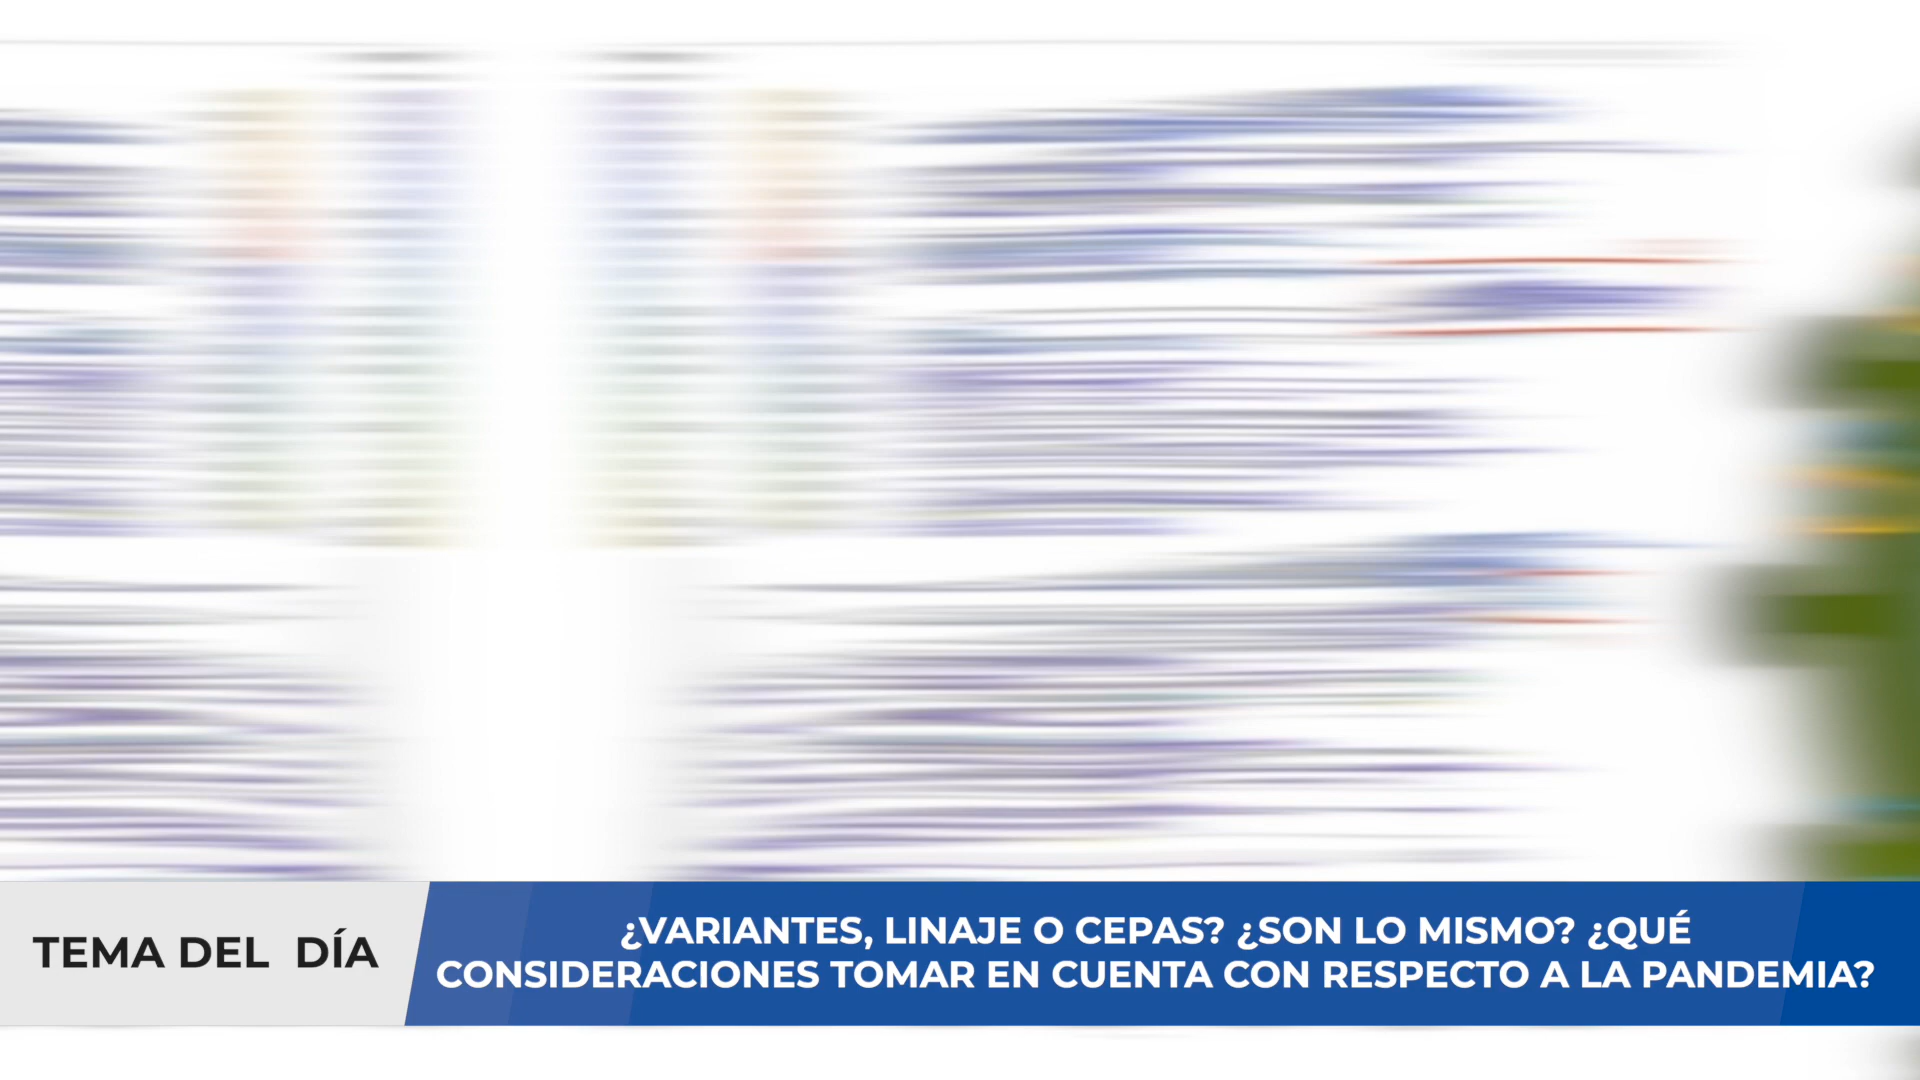 TEMA DEL DÍA
¿VARIANTES, LINAJE O CEPAS? ¿SON LO MISMO? ¿QUÉ
CONSIDERACIONES TOMAR EN CUENTA CON RESPECTO A LA PANDEMIA?